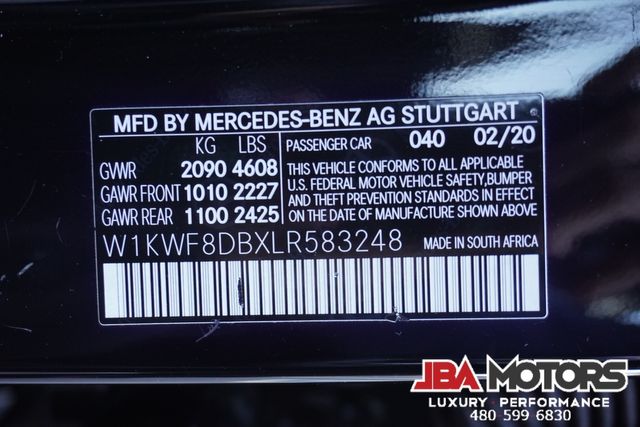 MFD BY MERCEDES-BENZ AG STUTTGART
KG LBS
GVWR 2090 4608
GAWR FRONT 1010 2227
GAWR REAR 1100 2425
PASSENGER CAR 040 02/20
THIS VEHICLE CONFORMS TO ALL APPLICABLE
U.S. FEDERAL MOTOR VEHICLE SAFETY,BUMPER
AND THEFT PREVENTION STANDARDS IN EFFECT
ON THE DATE OF MANUFACTURE SHOWN ABOVE.
W1KWF8DBXLR583248 MADE IN SOUTH AFRICA
JBA MOTORS
LUXURY • PERFORMANCE
480 599 6830